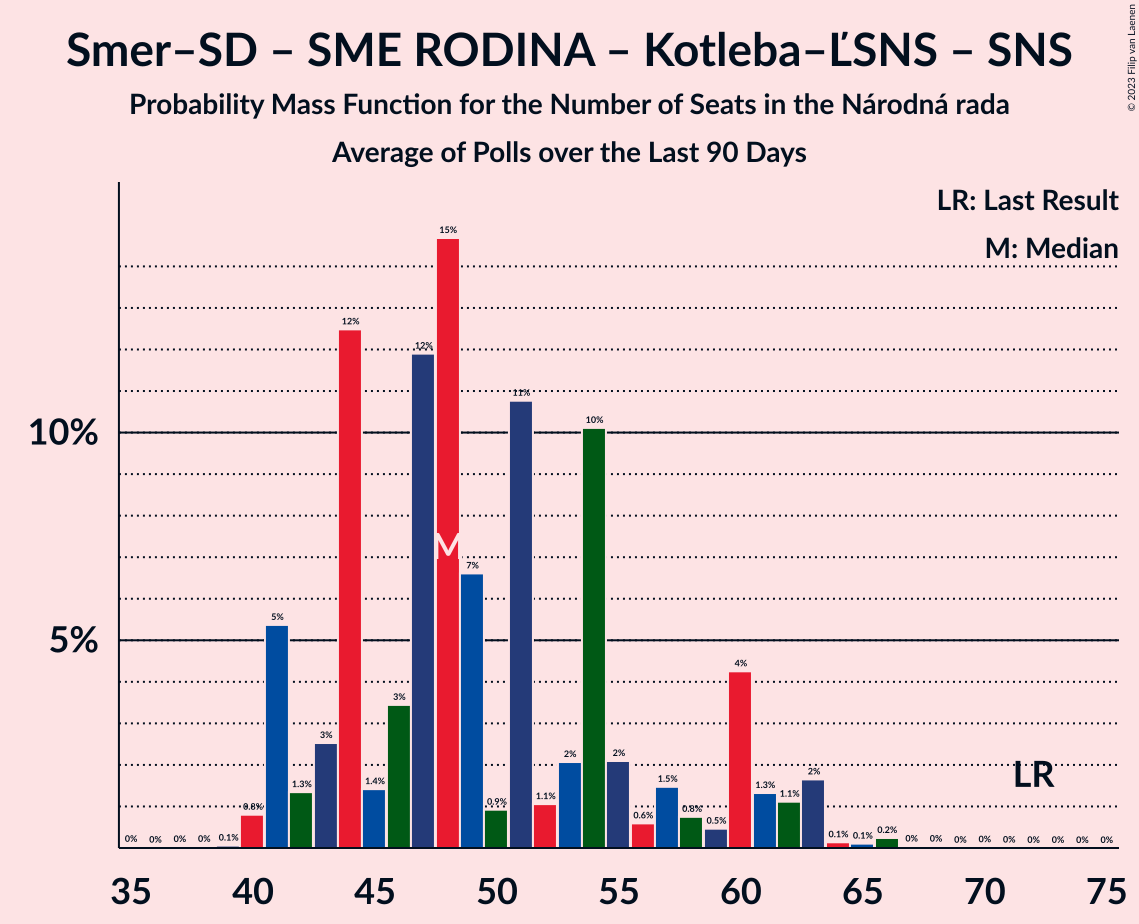 Smer–SD – SME RODINA – Kotleba–ĽSNS – SNS
Probability Mass Function for the Number of Seats in the Národná rada
Average of Polls over the Last 90 Days
© 2023 Filip van Laenen
LR: Last Result
M: Median
10%
5%
0% 0% 0% 0% 0.1% 0.8% 5% 1.3% 3% 12% 1.4% 3% 12% 15% 7% 0.9% 11% 1.1% 2% 10% 2% 0.6% 1.5% 0.8% 0.5% 4% 1.3% 1.1% 2% 0.1% 0.1% 0.2% 0% 0% 0% 0% 0% 0% 0% 0% 0%
M
LR
35 40 45 50 55 60 65 70 75